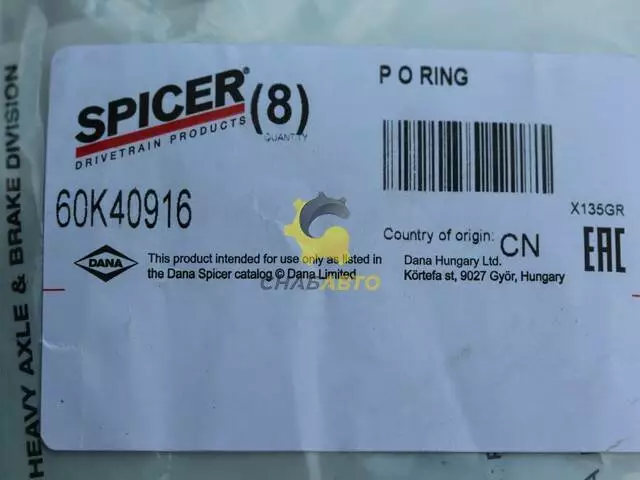 HEAVY AXLE & BRAKE DIVISION
SPICER®
DRIVETRAIN PRODUCTS
(8)
QUANTITY
P O RING
60K40916
X135GR
Country of origin: CN
EAC
DANA
This product intended for use only as listed in
the Dana Spicer catalog © Dana Limited
Dana Hungary Ltd.
Körtefa st, 9027 Györ, Hungary
СНАБАВТО